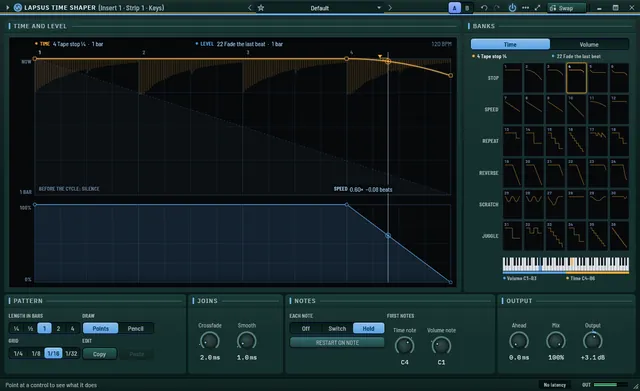 LAPSUS TIME SHAPER (Insert 1 · Strip 1 · Keys)
Default
A B
Swap
TIME AND LEVEL
TIME 4 Tape stop ¼ · 1 bar
LEVEL 22 Fade the last beat · 1 bar
120 BPM
1 2 3 4
NOW
1 BAR
BEFORE THE CYCLE: SILENCE
SPEED 0.60× −0.08 beats
100%
0%
BANKS
Time Volume
4 Tape stop ¼
22 Fade the last beat
STOP
SPEED
REPEAT
REVERSE
SCRATCH
JUGGLE
Volume C1–B3
Time C4–B6
PATTERN
LENGTH IN BARS
¼ ½ 1 2 4
DRAW
Points Pencil
GRID
1/4 1/8 1/16 1/32
EDIT
Copy Paste
JOINS
Crossfade
2.0 ms
Smooth
1.0 ms
NOTES
EACH NOTE
Off Switch Hold
RESTART ON NOTE
FIRST NOTES
Time note
C4
Volume note
C1
OUTPUT
Ahead
0.0 ms
Mix
100%
Output
+3.1 dB
Point at a control to see what it does
No latency
OUT